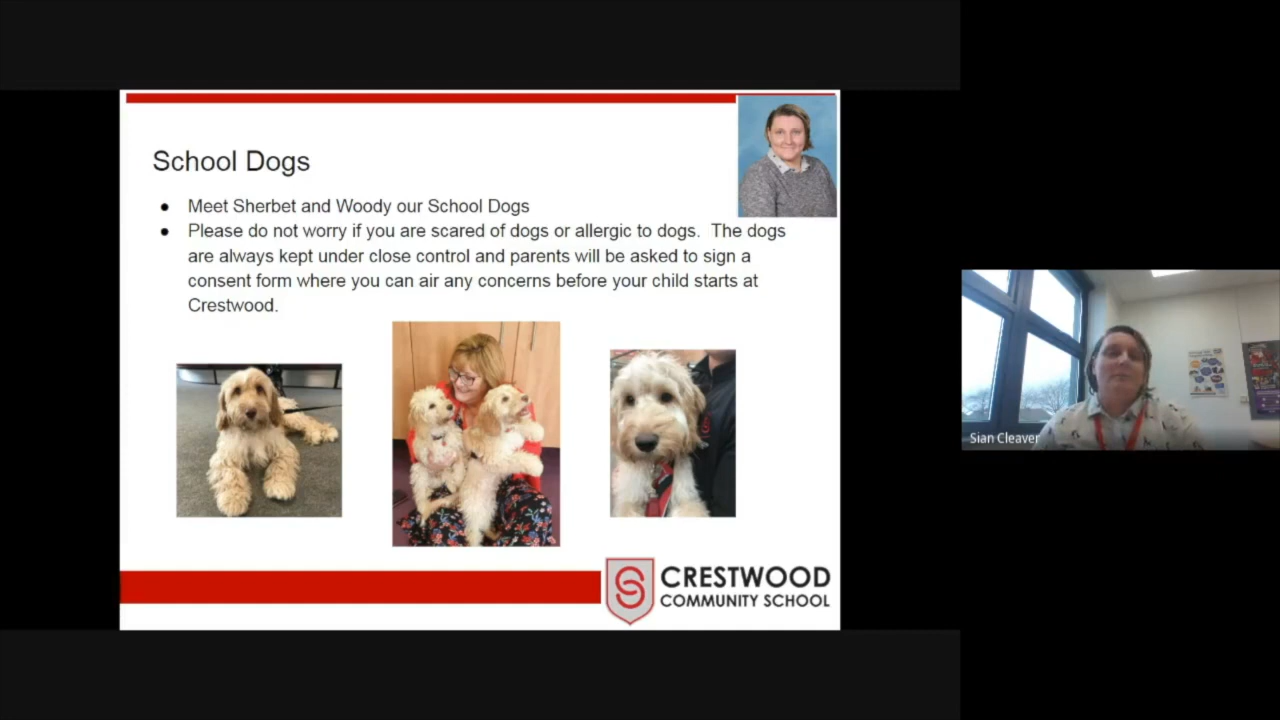 School Dogs
● Meet Sherbet and Woody our School Dogs
● Please do not worry if you are scared of dogs or allergic to dogs.  The dogs
are always kept under close control and parents will be asked to sign a
consent form where you can air any concerns before your child starts at
Crestwood.
CRESTWOOD
COMMUNITY SCHOOL
Sian Cleaver